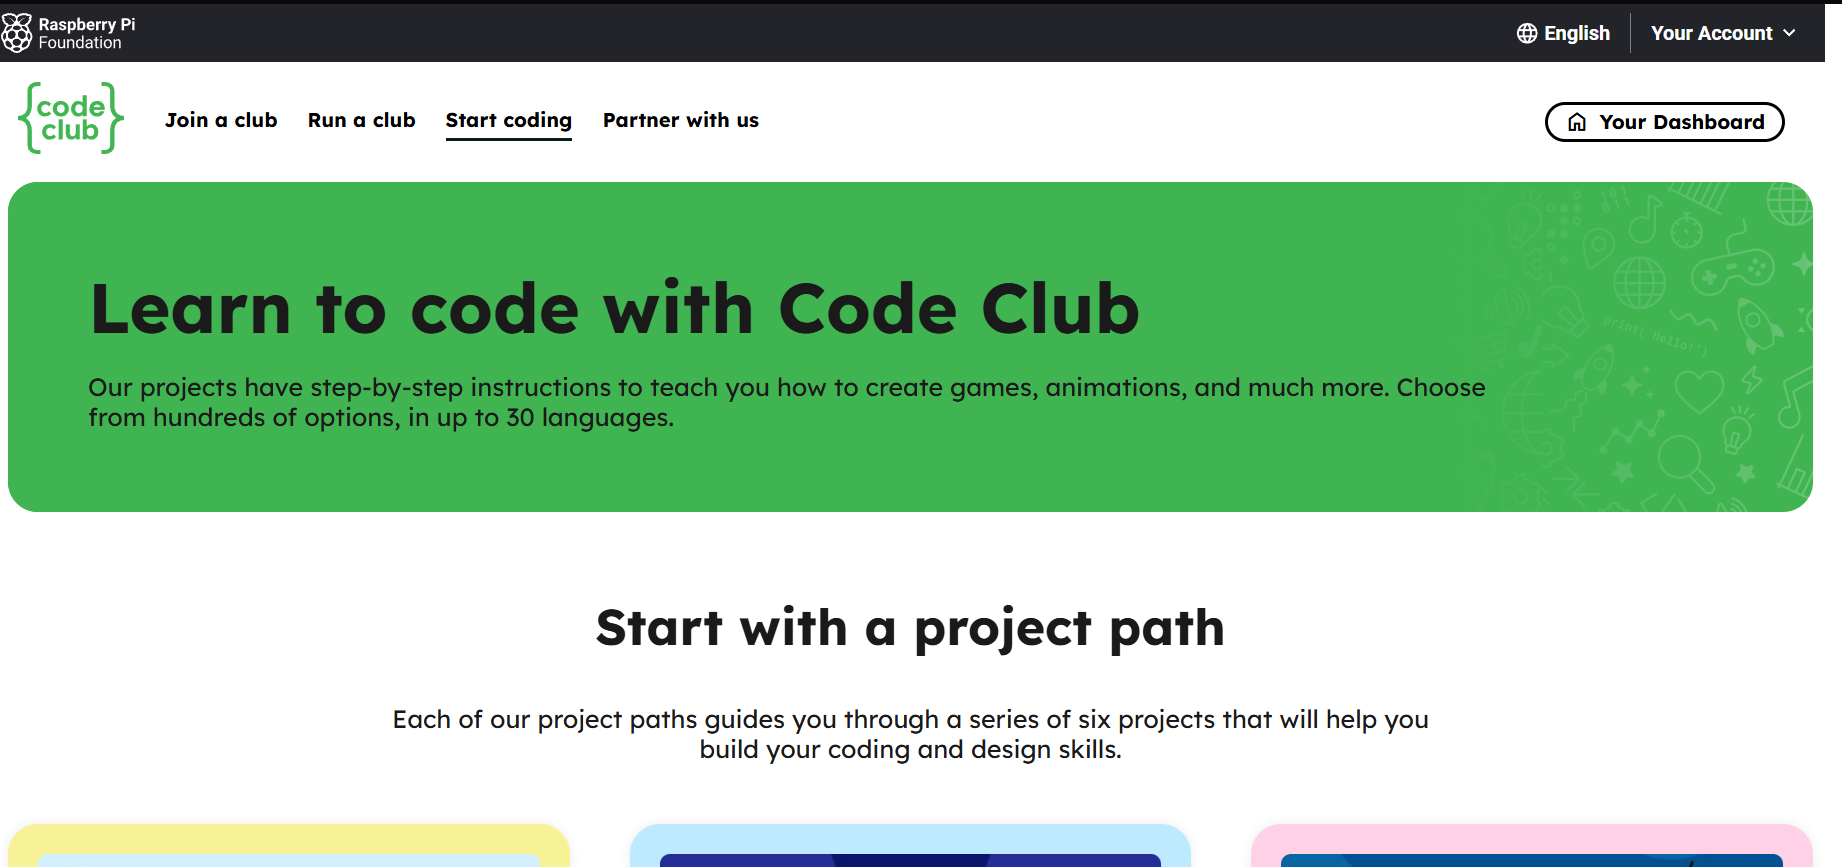 Raspberry Pi
Foundation
English
Your Account
{code
club}
Join a club
Run a club
Start coding
Partner with us
Your Dashboard
Learn to code with Code Club
Our projects have step-by-step instructions to teach you how to create games, animations, and much more. Choose
from hundreds of options, in up to 30 languages.
101
011
print('Hello!')
Start with a project path
Each of our project paths guides you through a series of six projects that will help you
build your coding and design skills.